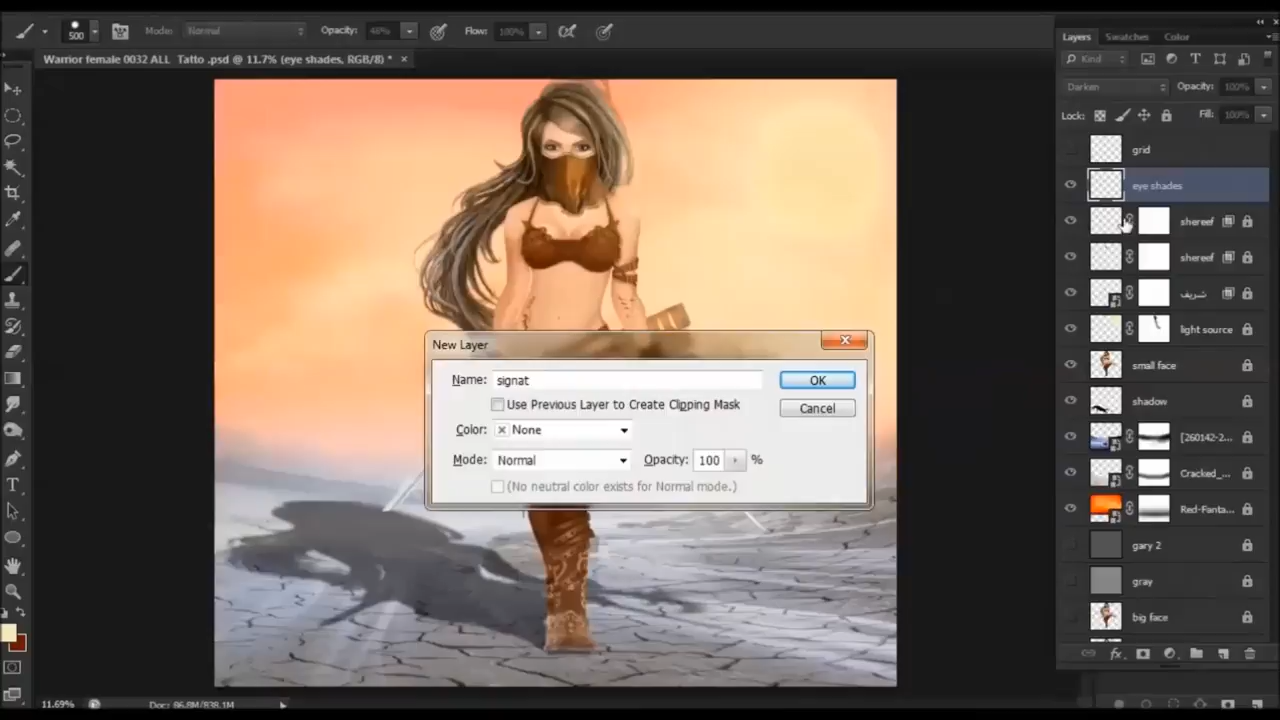 500 Mode: Normal Opacity: 48% Flow: 100%
Warrior female 0032 ALL Tatto .psd @ 11.7% (eye shades, RGB/8) * ×
Layers Swatches Color
Kind
Darken Opacity: 100%
Lock: Fill: 100%
grid
eye shades
shereef
shereef
شريف
light source
small face
shadow
[260142-2...
Cracked_...
Red-Fanta...
gary 2
gray
big face
New Layer
Name: signat OK
Use Previous Layer to Create Clipping Mask
Cancel
Color: None
Mode: Normal Opacity: 100 %
(No neutral color exists for Normal mode.)
11.69% Doc: 86.8M/838.1M